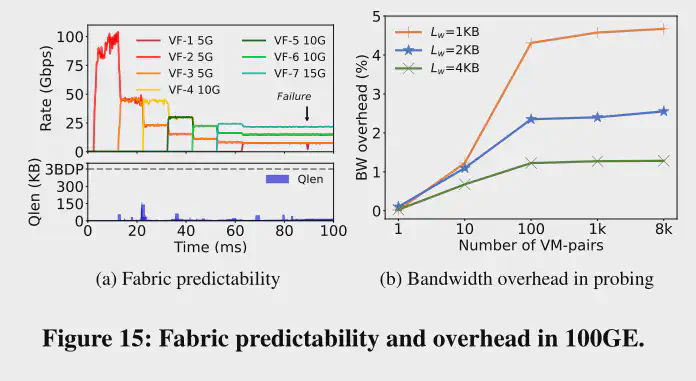 Rate (Gbps)
100
75
50
25
0
VF-1 5G
VF-2 5G
VF-3 5G
VF-4 10G
VF-5 10G
VF-6 10G
VF-7 15G
Failure
Qlen (KB)
3BDP
300
150
0
Qlen
0 20 40 60 80 100
Time (ms)
(a) Fabric predictability
BW overhead (%)
5
4
3
2
1
0
Lw=1KB
Lw=2KB
Lw=4KB
1 10 100 1k 8k
Number of VM-pairs
(b) Bandwidth overhead in probing
Figure 15: Fabric predictability and overhead in 100GE.